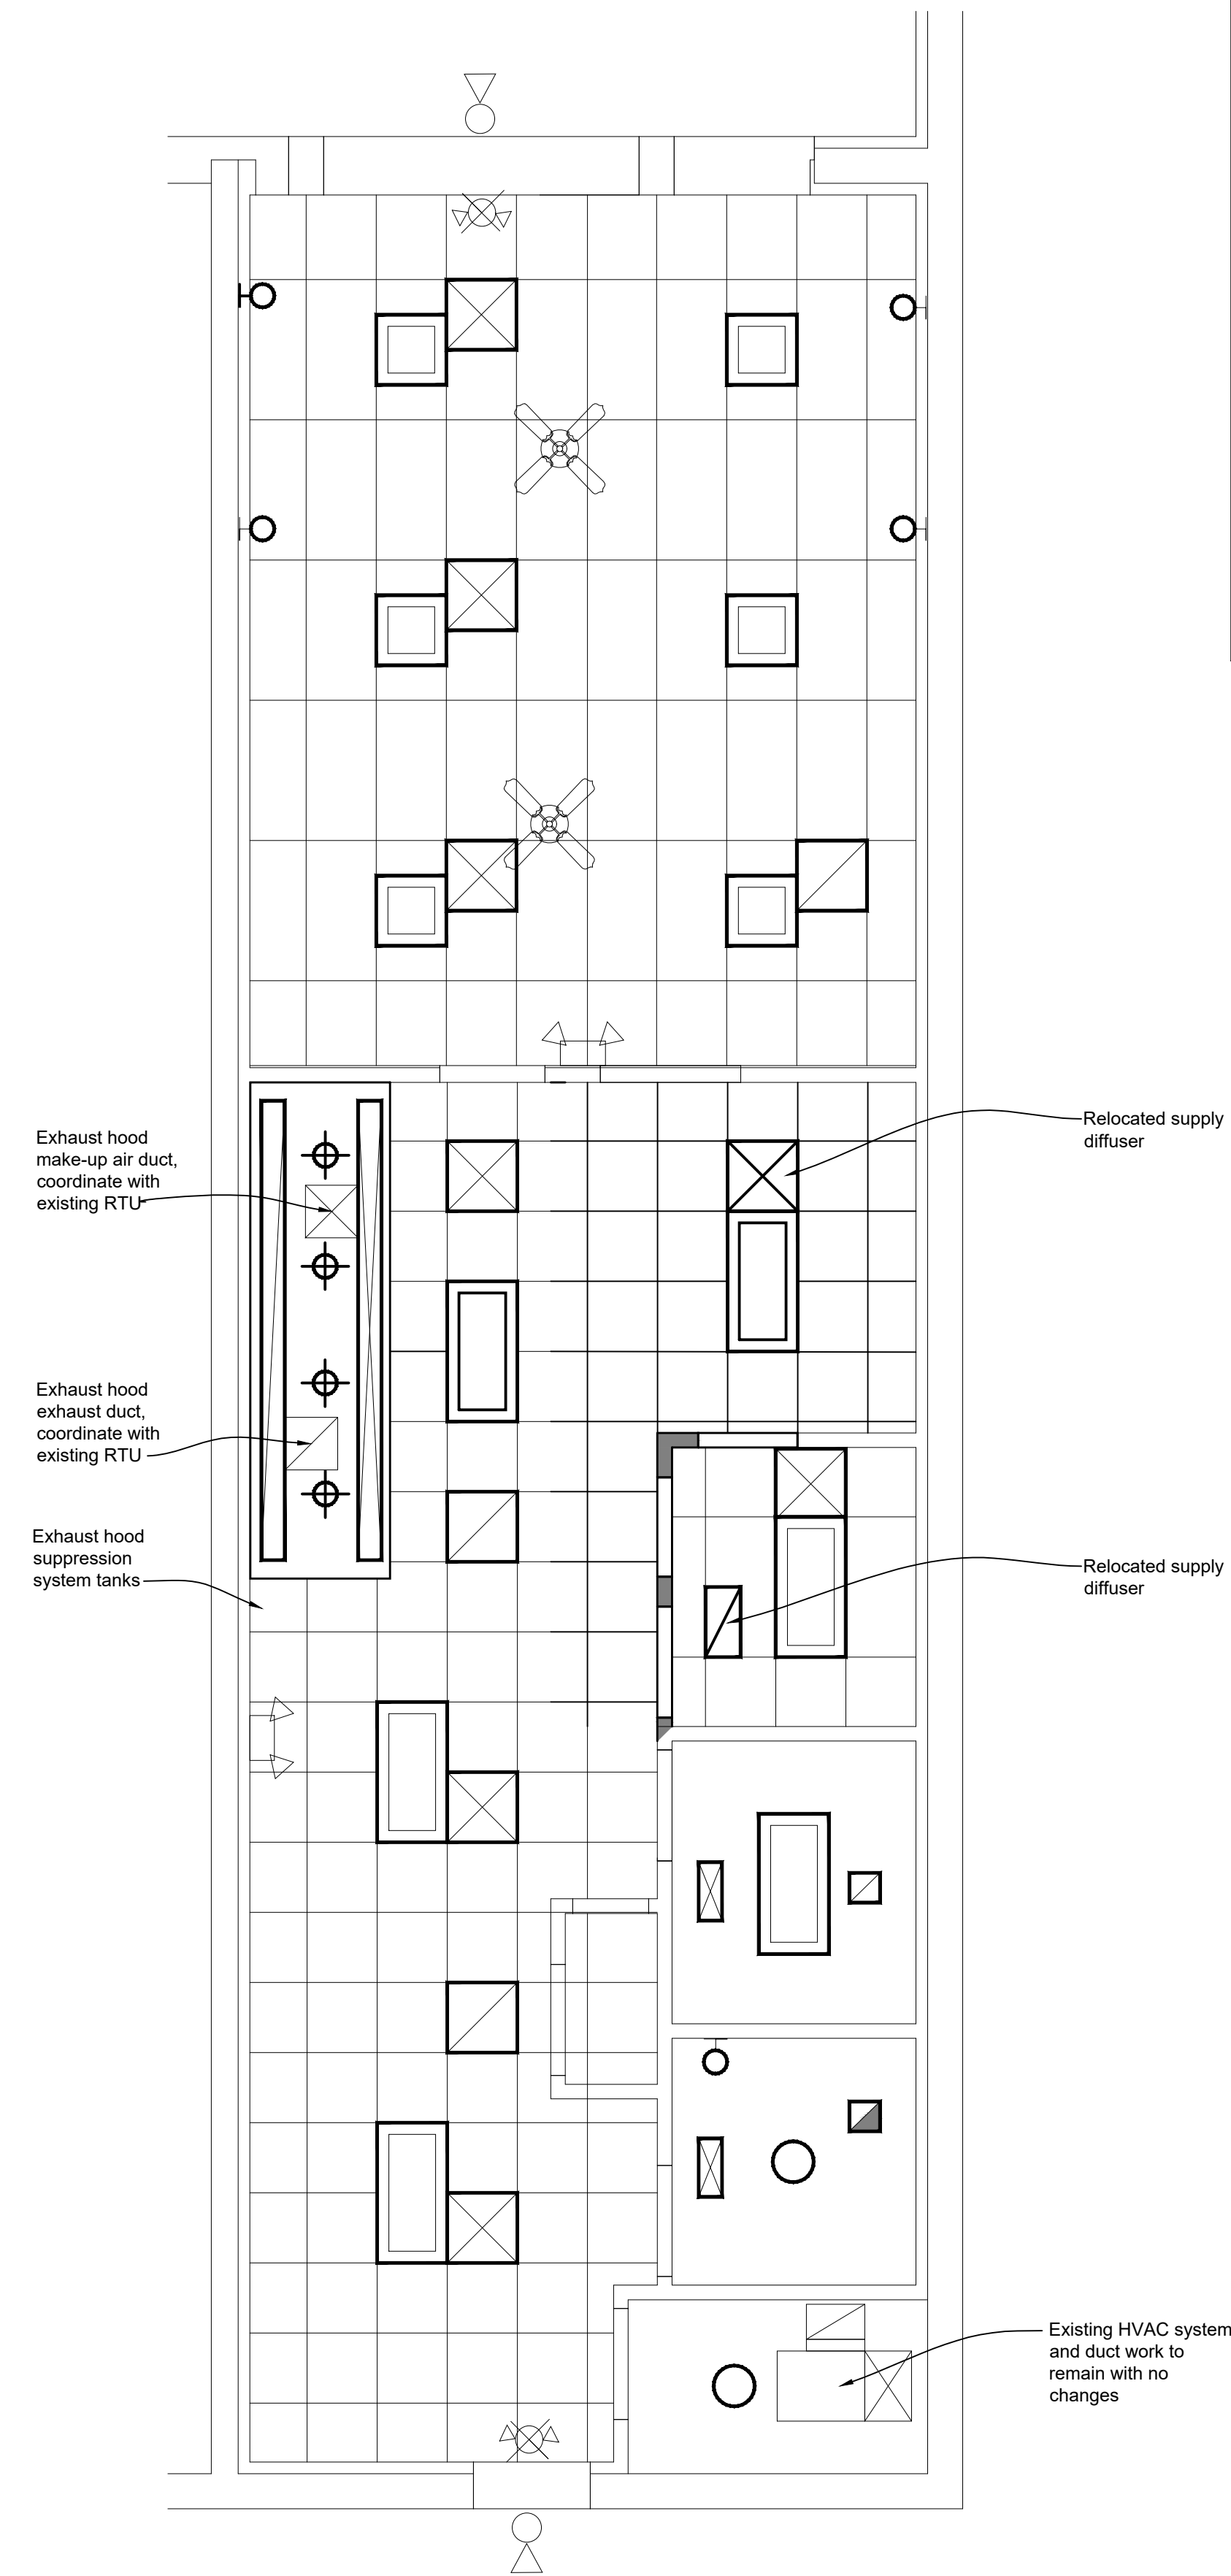 Relocated supply
diffuser
Exhaust hood
make-up air duct,
coordinate with
existing RTU
Exhaust hood
exhaust duct,
coordinate with
existing RTU
Exhaust hood
suppression
system tanks
Relocated supply
diffuser
Existing HVAC system
and duct work to
remain with no
changes